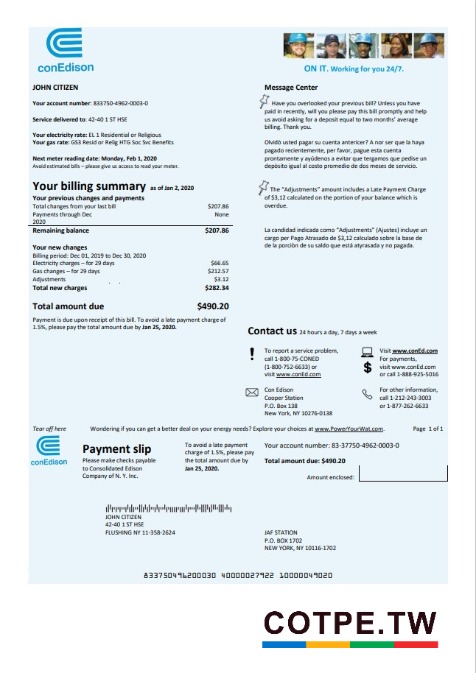 conEdison
ON IT. Working for you 24/7.
JOHN CITIZEN
Your account number: 833750-4962-0003-0
Service delivered to: 42-40 1 ST HSE
Your electricity rate: EL 1 Residential or Religious
Your gas rate: GS3 Resid or Relig HTG Soc Svc Benefits
Next meter reading date: Monday, Feb 1, 2020
Avoid estimated bills – please give us access to read your meter.
Your billing summary as of Jan 2, 2020
Your previous charges and payments
Total charges from your last bill $207.86
Payments through Dec None
2020
Remaining balance $207.86
Your new charges
Billing period: Dec 01, 2019 to Dec 30, 2020
Electricity charges – for 29 days $66.65
Gas changes – for 29 days $212.57
Adjustments $3.12
Total new charges $282.34
Total amount due $490.20
Payment is due upon receipt of this bill. To avoid a late payment charge of
1.5%, please pay the total amount due by Jan 25, 2020.
Message Center
Have you overlooked your previous bill? Unless you have
paid in recently, will you please pay this bill promptly and help
us avoid asking for a deposit equal to two months' average
billing. Thank you.
Olvidó usted pagar su cuenta anterior? A no ser que la haya
pagado recientemente, per favor, pague esta cuenta
prontamente y ayúdenos a evitar que tergamos que pedise un
depósito igual al costo promedio de dos meses de servicio.
The "Adjustments" amount includes a Late Payment Charge
of $3,12 calculated on the portion of your balance which is
overdue.
La candidad indicada como "Adjustments" (Ajustes) incluye un
cargo per Pago Atrasado de $3,12 calculado sobre la base de
de la porción de su saldo que está atyrasada y no pagada.
Contact us 24 hours a day, 7 days a week
To report a service problem,
call 1-800-75-CONED
(1-800-752-6633) or
visit www.conEd.com
Visit www.conEd.com
For payments,
visit www.conEd.com
or call 1-888-925-5016
Con Edison
Cooper Station
P.O. Box 138
New York, NY 10276-0138
For other information,
call 1-212-243-3003
or 1-877-262-6633
Tear off here Wondering if you can get a better deal on your energy needs? Explore your choices at www.PowerYourWat.com. Page 1 of 1
conEdison
Payment slip
Please make checks payable
to Consolidated Edison
Company of N. Y. Inc.
To avoid a late payment
charge of 1.5%, please pay
the total amount due by
Jan 25, 2020.
Your account number: 83-37750-4962-0003-0
Total amount due: $490.20
Amount enclosed:
JOHN CITIZEN
42-40 1 ST HSE
FLUSHING NY 11-358-2624
JAF STATION
P.O. BOX 1702
NEW YORK, NY 10116-1702
833750496200030 40000027922 10000049020
COTPE.TW